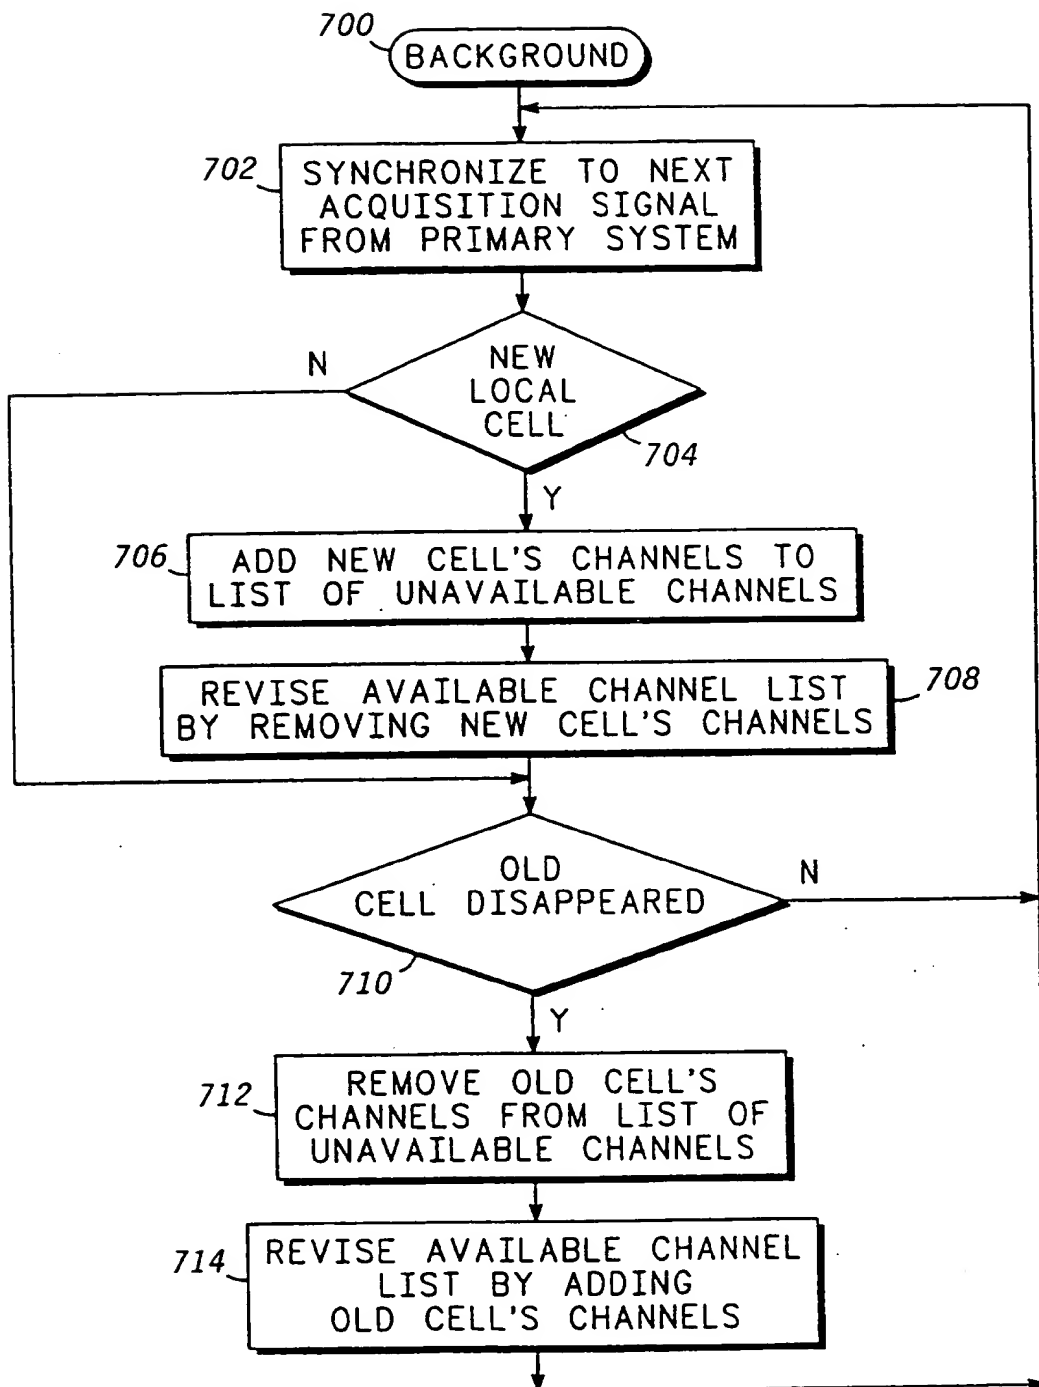 700
BACKGROUND
702
SYNCHRONIZE TO NEXT
ACQUISITION SIGNAL
FROM PRIMARY SYSTEM
N
NEW
LOCAL
CELL
704
Y
706
ADD NEW CELL'S CHANNELS TO
LIST OF UNAVAILABLE CHANNELS
REVISE AVAILABLE CHANNEL LIST
BY REMOVING NEW CELL'S CHANNELS
708
OLD
CELL DISAPPEARED
N
710
Y
712
REMOVE OLD CELL'S
CHANNELS FROM LIST OF
UNAVAILABLE CHANNELS
714
REVISE AVAILABLE CHANNEL
LIST BY ADDING
OLD CELL'S CHANNELS